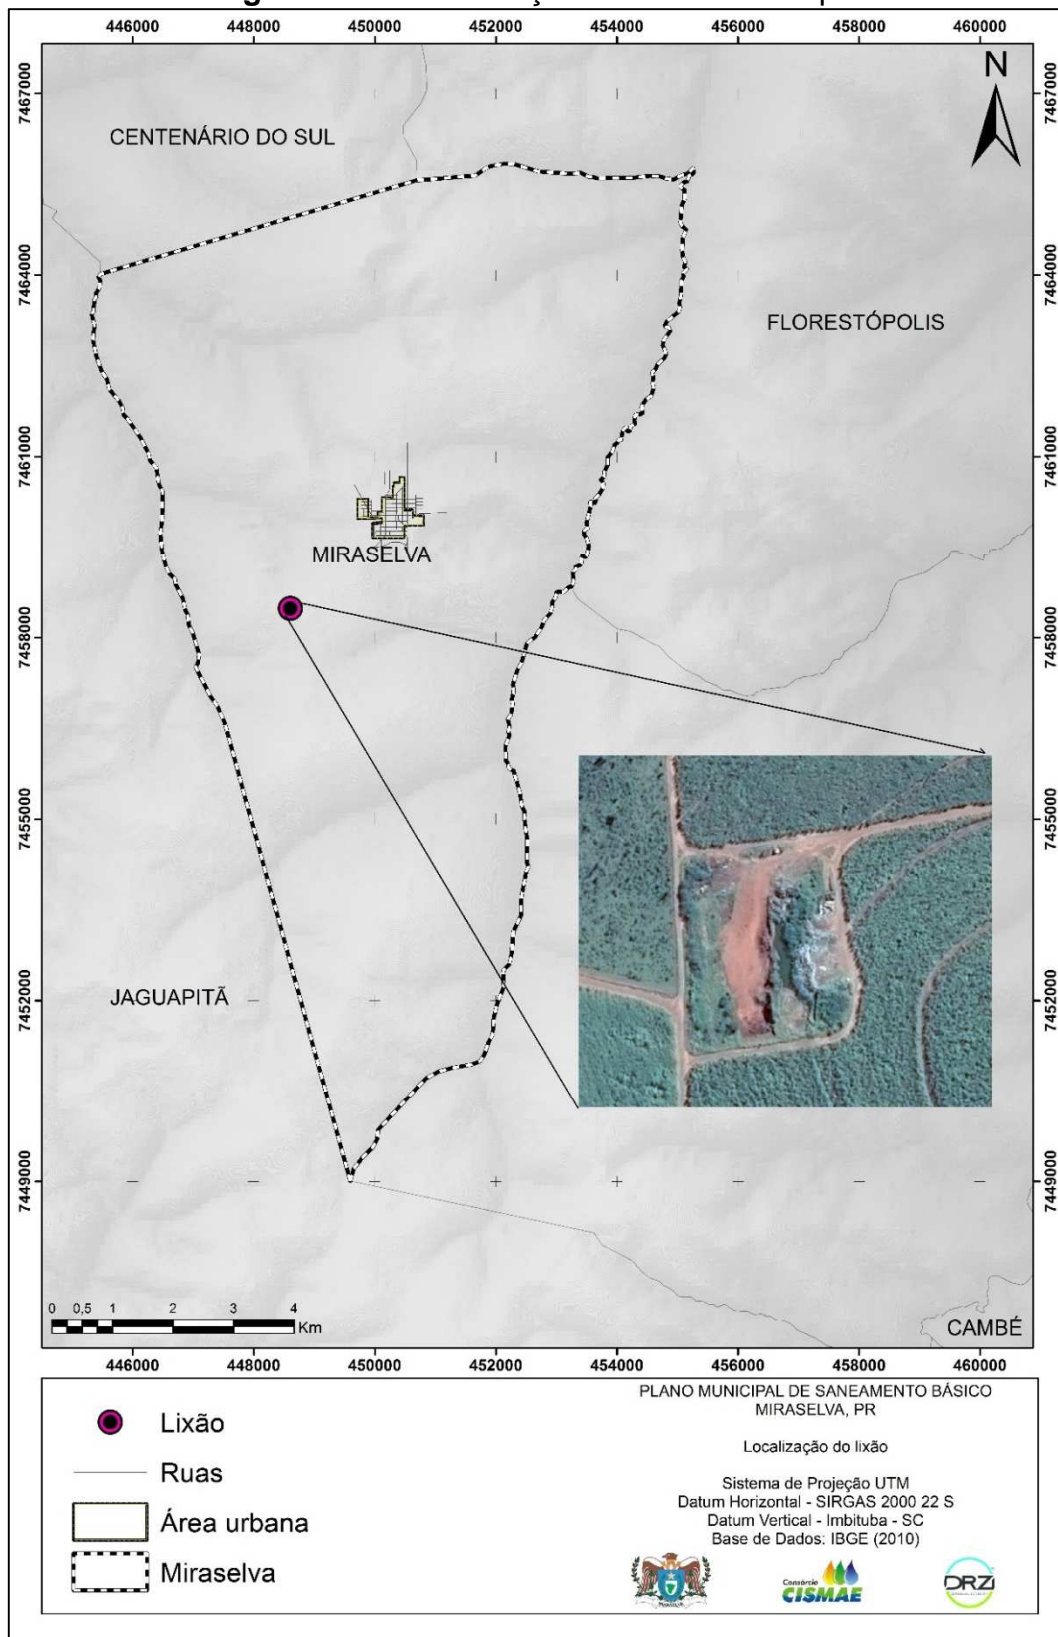 446000 448000 450000 452000 454000 456000 458000 460000
N
7467000 7467000
CENTENÁRIO DO SUL
7464000 7464000
FLORESTÓPOLIS
7461000 7461000
MIRASELVA
7458000 7458000
7455000 7455000
JAGUAPITÃ
7452000 7452000
7449000 7449000
0 0,5 1 2 3 4
Km
CAMBÉ
446000 448000 450000 452000 454000 456000 458000 460000
Lixão
Ruas
Área urbana
Miraselva
PLANO MUNICIPAL DE SANEAMENTO BÁSICO
MIRASELVA, PR
Localização do lixão
Sistema de Projeção UTM
Datum Horizontal - SIRGAS 2000 22 S
Datum Vertical - Imbituba - SC
Base de Dados: IBGE (2010)
MIRASELVA
Consórcio
CISMAE
DRZ